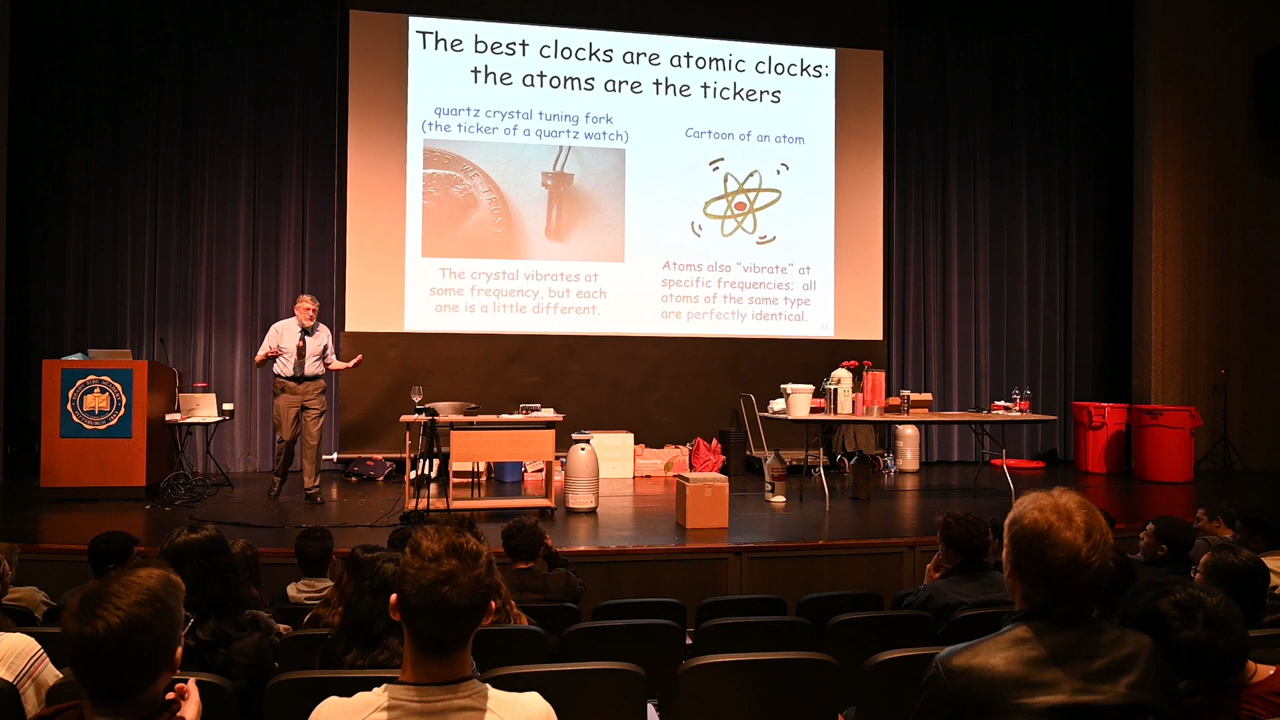 The best clocks are atomic clocks:
the atoms are the tickers
quartz crystal tuning fork
(the ticker of a quartz watch)
Cartoon of an atom
WE TRUST
The crystal vibrates at
some frequency, but each
one is a little different.
Atoms also "vibrate" at
specific frequencies; all
atoms of the same type
are perfectly identical.